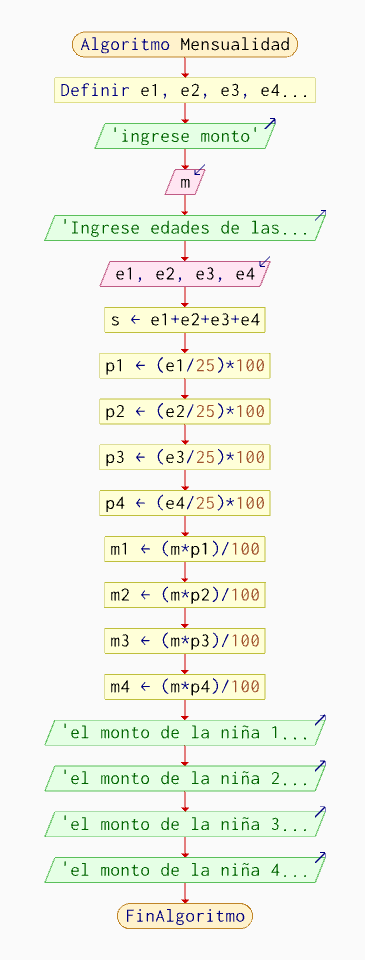 Algoritmo Mensualidad
Definir e1, e2, e3, e4...
'ingrese monto'
m
'Ingrese edades de las...
e1, e2, e3, e4
s ← e1+e2+e3+e4
p1 ← (e1/25)*100
p2 ← (e2/25)*100
p3 ← (e3/25)*100
p4 ← (e4/25)*100
m1 ← (m*p1)/100
m2 ← (m*p2)/100
m3 ← (m*p3)/100
m4 ← (m*p4)/100
'el monto de la niña 1...
'el monto de la niña 2...
'el monto de la niña 3...
'el monto de la niña 4...
FinAlgoritmo